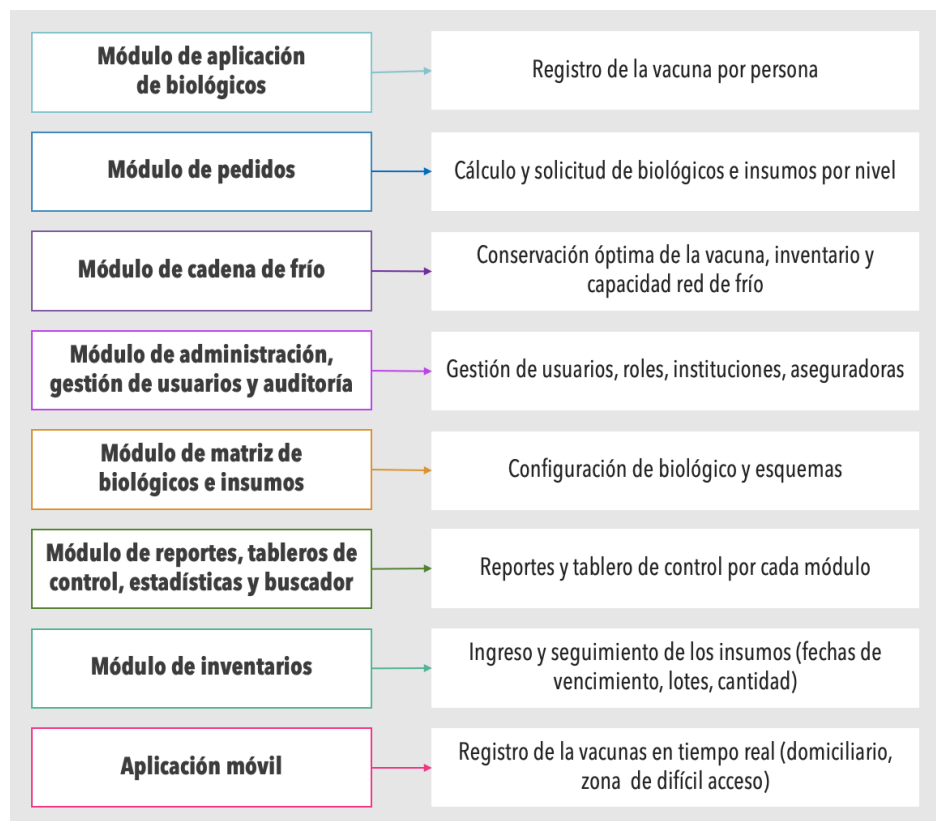 Módulo de aplicación
de biológicos
Registro de la vacuna por persona
Módulo de pedidos
Cálculo y solicitud de biológicos e insumos por nivel
Módulo de cadena de frío
Conservación óptima de la vacuna, inventario y
capacidad red de frío
Módulo de administración,
gestión de usuarios y auditoría
Gestión de usuarios, roles, instituciones, aseguradoras
Módulo de matriz de
biológicos e insumos
Configuración de biológico y esquemas
Módulo de reportes, tableros de
control, estadísticas y buscador
Reportes y tablero de control por cada módulo
Módulo de inventarios
Ingreso y seguimiento de los insumos (fechas de
vencimiento, lotes, cantidad)
Aplicación móvil
Registro de la vacunas en tiempo real (domiciliario,
zona de difícil acceso)